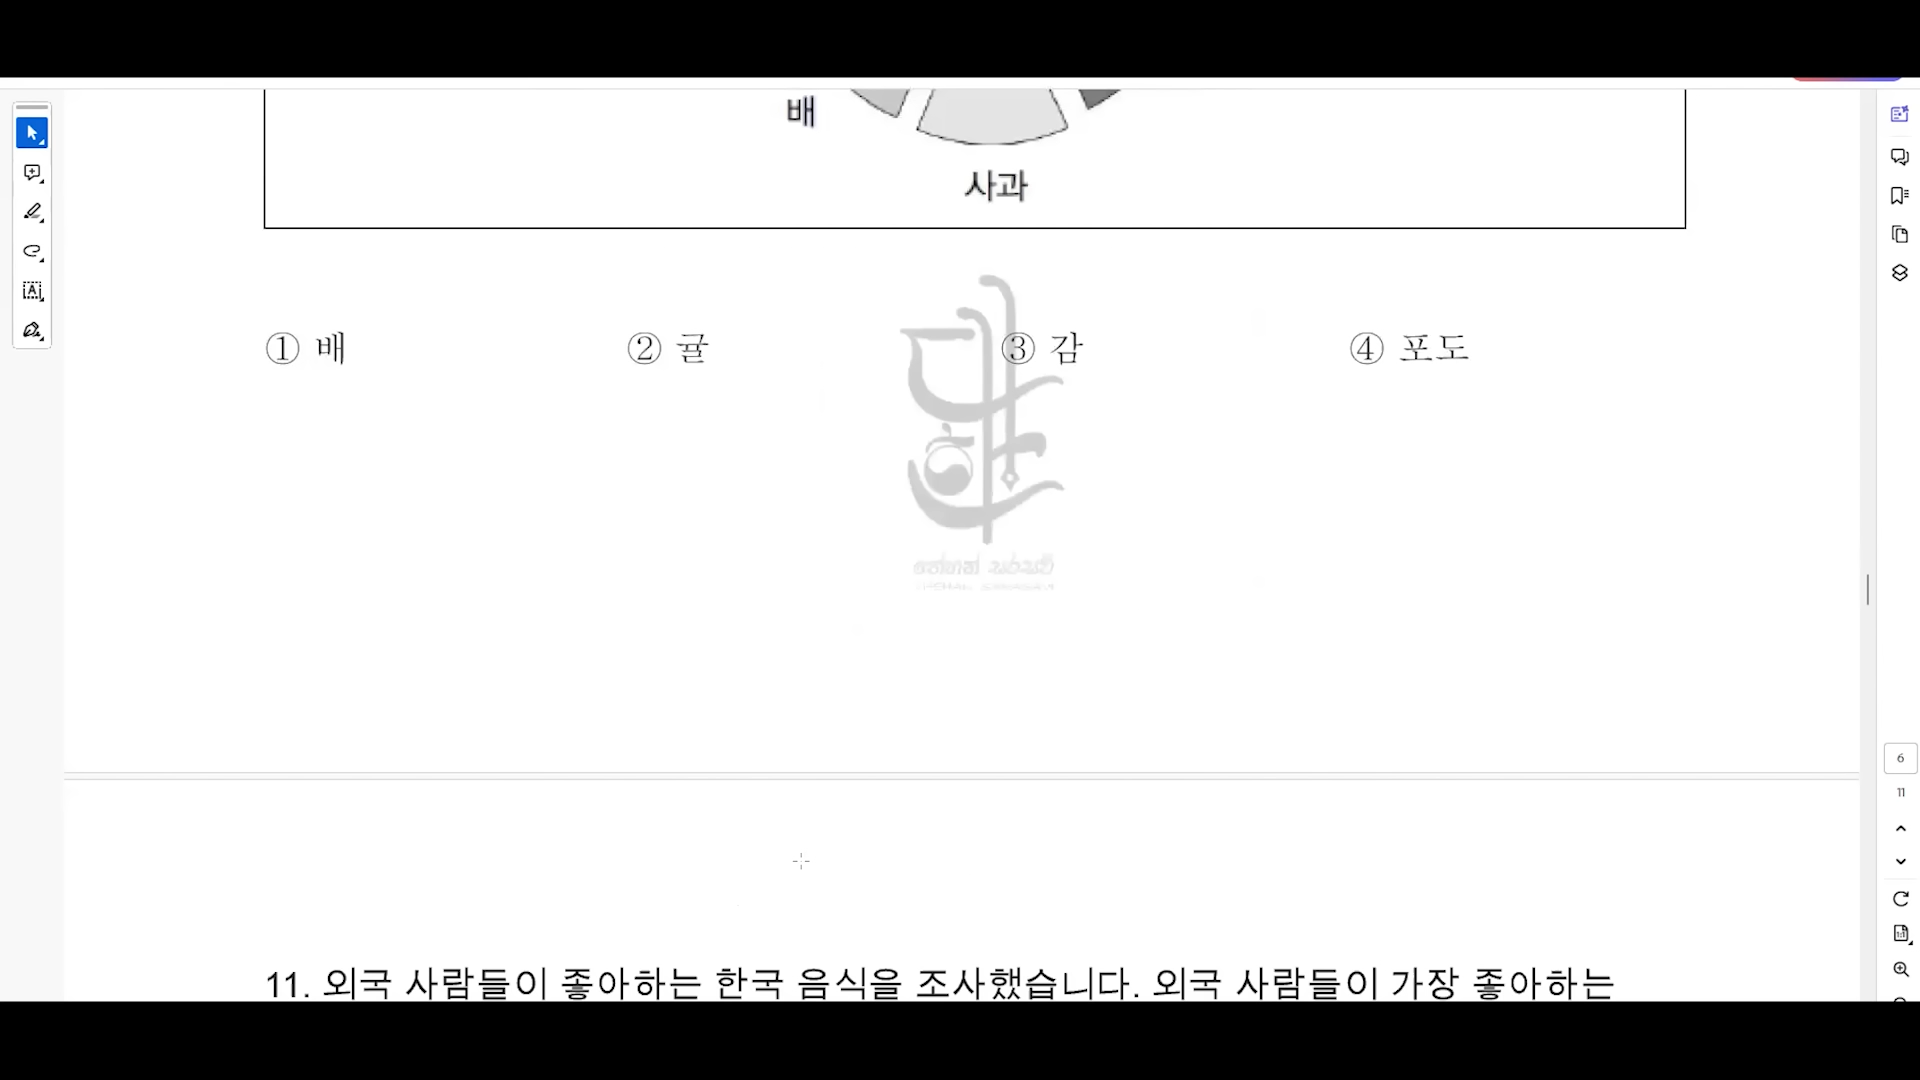 배
사과
① 배 ② 귤 ③ 감 ④ 포도
11. 외국 사람들이 좋아하는 한국 음식을 조사했습니다. 외국 사람들이 가장 좋아하는
6
11